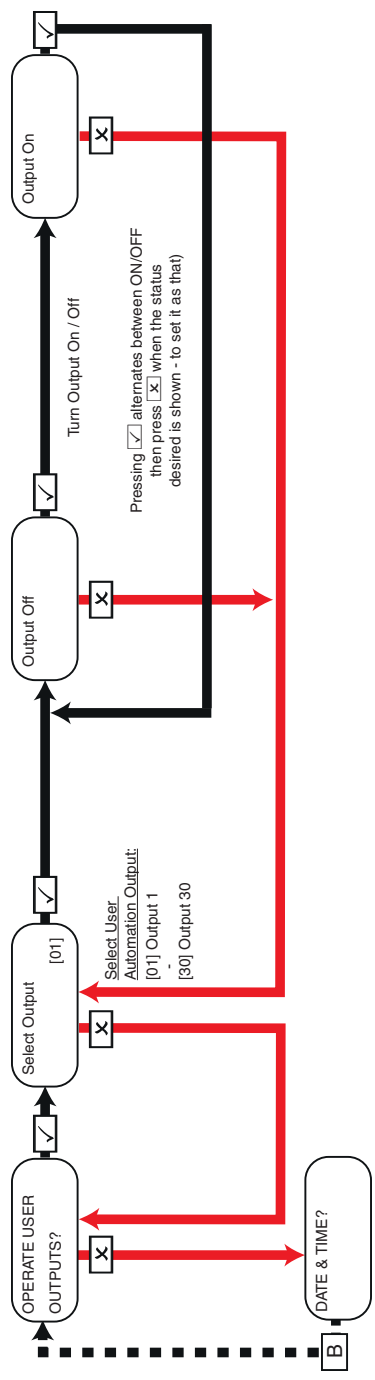 OPERATE USER
OUTPUTS?
Select Output
[01]
Output Off
Output On
Turn Output On / Off
Pressing ✓ alternates between ON/OFF
then press x when the status
desired is shown - to set it as that)
Select User
Automation Output:
[01] Output 1
-
[30] Output 30
DATE & TIME?
B